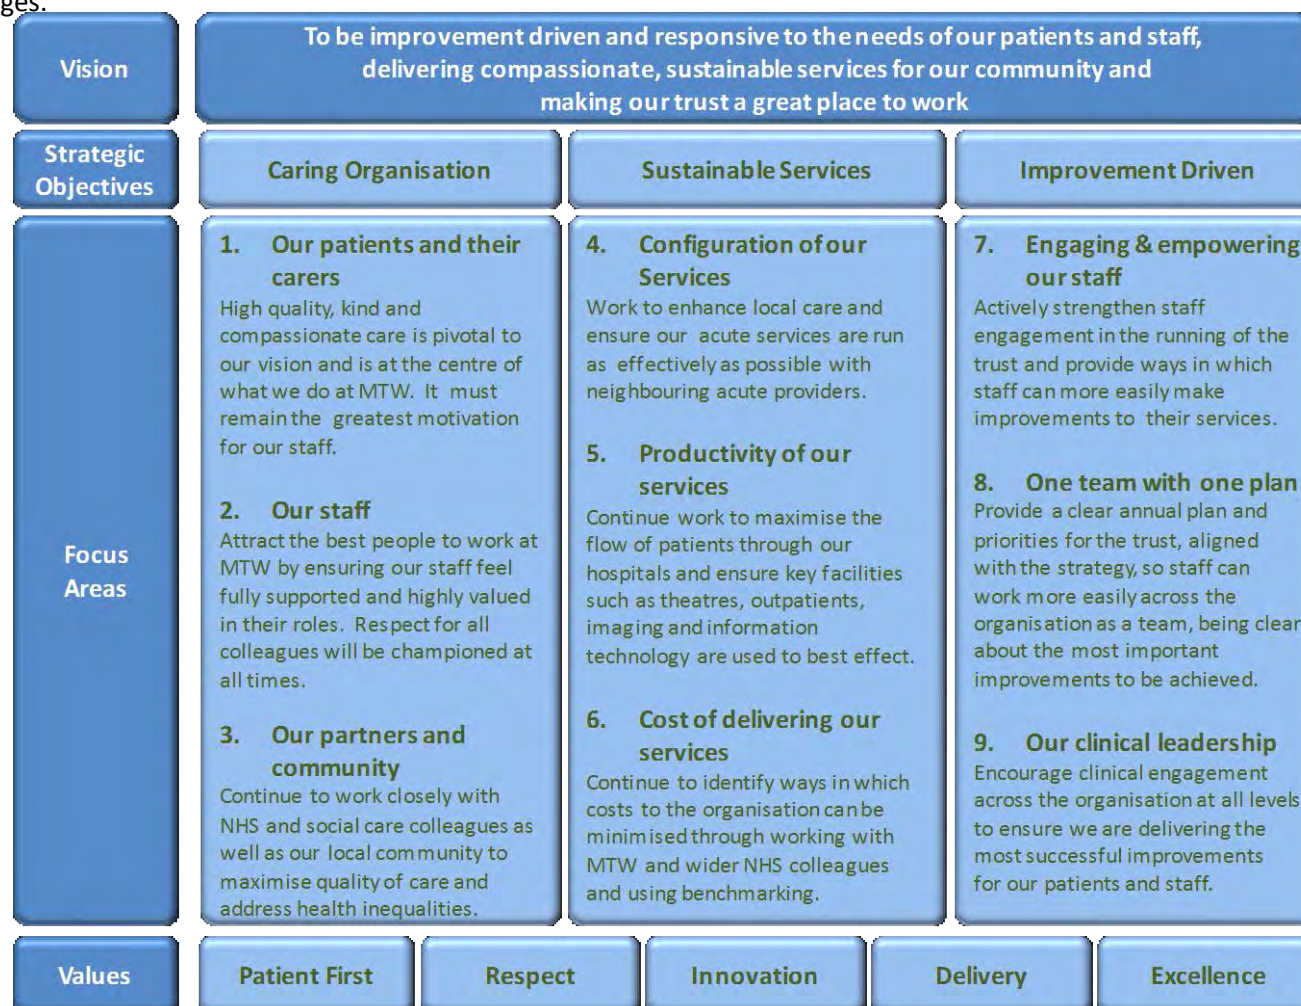 ges.
Vision
To be improvement driven and responsive to the needs of our patients and staff,
delivering compassionate, sustainable services for our community and
making our trust a great place to work
Strategic
Objectives
Caring Organisation
Sustainable Services
Improvement Driven
Focus
Areas
1. Our patients and their
carers
High quality, kind and
compassionate care is pivotal to
our vision and is at the centre of
what we do at MTW. It must
remain the greatest motivation
for our staff.
2. Our staff
Attract the best people to work at
MTW by ensuring our staff feel
fully supported and highly valued
in their roles. Respect for all
colleagues will be championed at
all times.
3. Our partners and
community
Continue to work closely with
NHS and social care colleagues as
well as our local community to
maximise quality of care and
address health inequalities.
4. Configuration of our
Services
Work to enhance local care and
ensure our acute services are run
as effectively as possible with
neighbouring acute providers.
5. Productivity of our
services
Continue work to maximise the
flow of patients through our
hospitals and ensure key facilities
such as theatres, outpatients,
imaging and information
technology are used to best effect.
6. Cost of delivering our
services
Continue to identify ways in which
costs to the organisation can be
minimised through working with
MTW and wider NHS colleagues
and using benchmarking.
7. Engaging & empowering
our staff
Actively strengthen staff
engagement in the running of the
trust and provide ways in which
staff can more easily make
improvements to their services.
8. One team with one plan
Provide a clear annual plan and
priorities for the trust, aligned
with the strategy, so staff can
work more easily across the
organisation as a team, being clear
about the most important
improvements to be achieved.
9. Our clinical leadership
Encourage clinical engagement
across the organisation at all levels
to ensure we are delivering the
most successful improvements
for our patients and staff.
Values
Patient First
Respect
Innovation
Delivery
Excellence